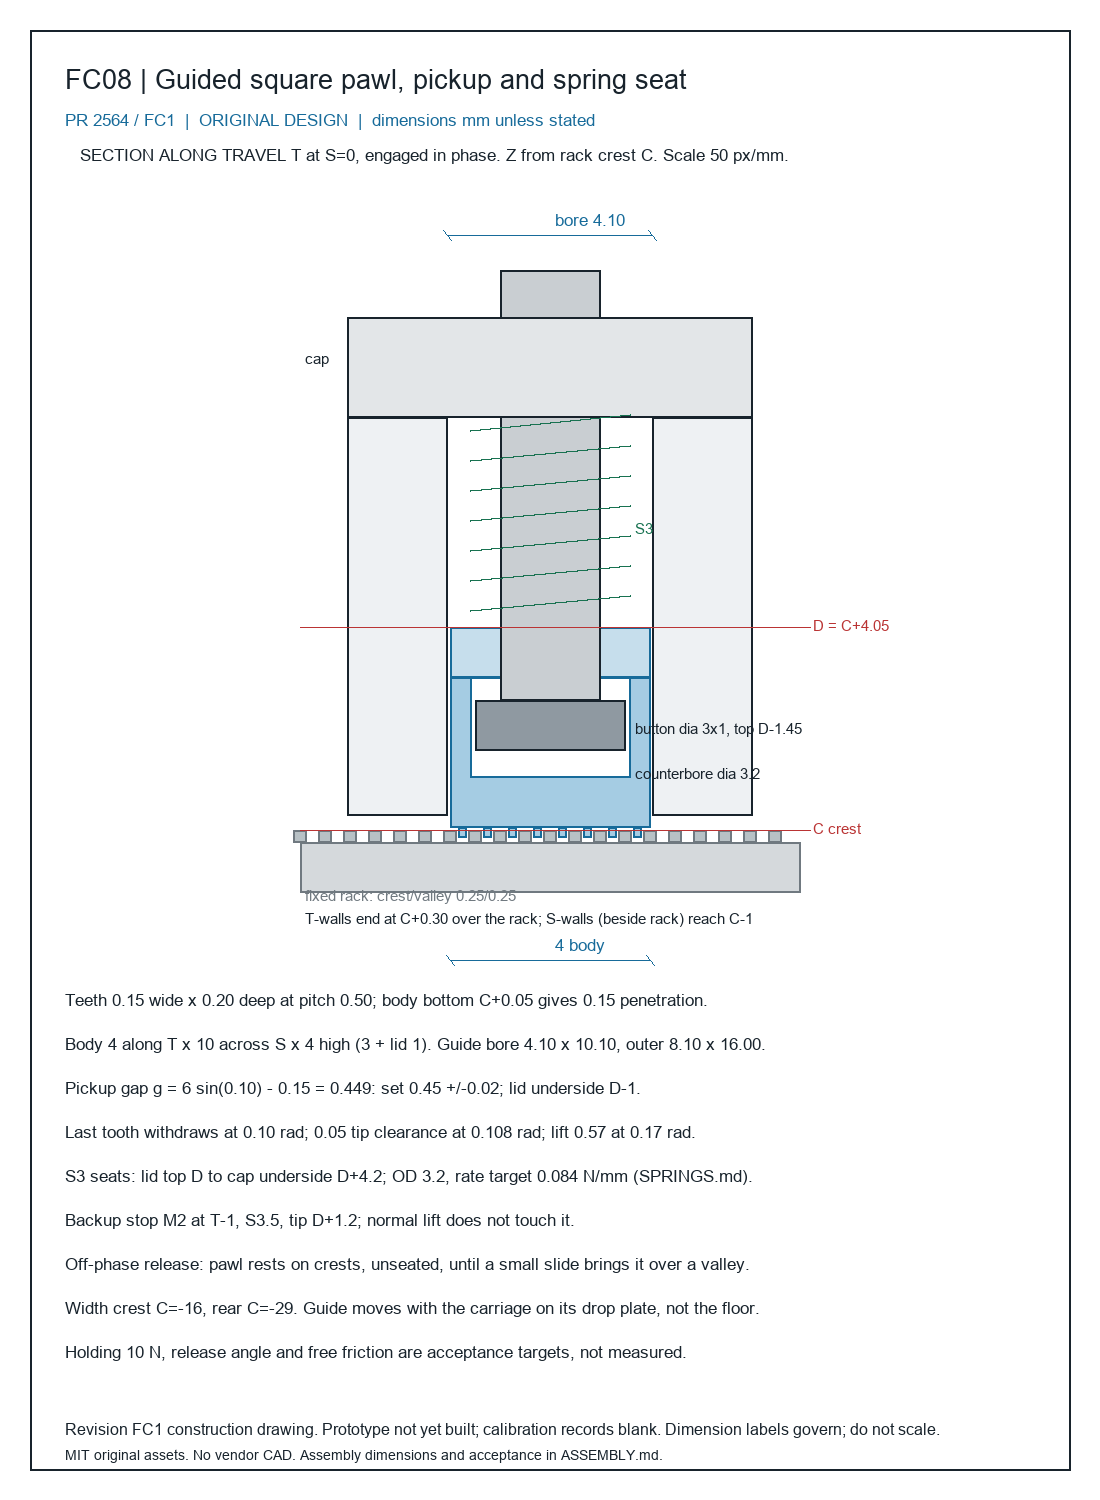 FC08 | Guided square pawl, pickup and spring seat
PR 2564 / FC1 | ORIGINAL DESIGN | dimensions mm unless stated
SECTION ALONG TRAVEL T at S=0, engaged in phase. Z from rack crest C. Scale 50 px/mm.
bore 4.10
cap
S3
D = C+4.05
button dia 3x1, top D-1.45
counterbore dia 3.2
C crest
fixed rack: crest/valley 0.25/0.25
T-walls end at C+0.30 over the rack; S-walls (beside rack) reach C-1
4 body
Teeth 0.15 wide x 0.20 deep at pitch 0.50; body bottom C+0.05 gives 0.15 penetration.
Body 4 along T x 10 across S x 4 high (3 + lid 1). Guide bore 4.10 x 10.10, outer 8.10 x 16.00.
Pickup gap g = 6 sin(0.10) - 0.15 = 0.449: set 0.45 +/-0.02; lid underside D-1.
Last tooth withdraws at 0.10 rad; 0.05 tip clearance at 0.108 rad; lift 0.57 at 0.17 rad.
S3 seats: lid top D to cap underside D+4.2; OD 3.2, rate target 0.084 N/mm (SPRINGS.md).
Backup stop M2 at T-1, S3.5, tip D+1.2; normal lift does not touch it.
Off-phase release: pawl rests on crests, unseated, until a small slide brings it over a valley.
Width crest C=-16, rear C=-29. Guide moves with the carriage on its drop plate, not the floor.
Holding 10 N, release angle and free friction are acceptance targets, not measured.
Revision FC1 construction drawing. Prototype not yet built; calibration records blank. Dimension labels govern; do not scale.
MIT original assets. No vendor CAD. Assembly dimensions and acceptance in ASSEMBLY.md.